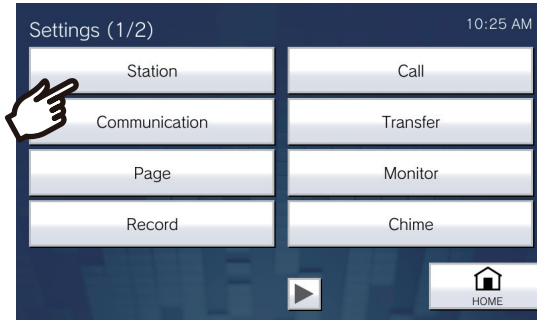 Settings (1/2)
10:25 AM
Station
Call
Communication
Transfer
Page
Monitor
Record
Chime
HOME